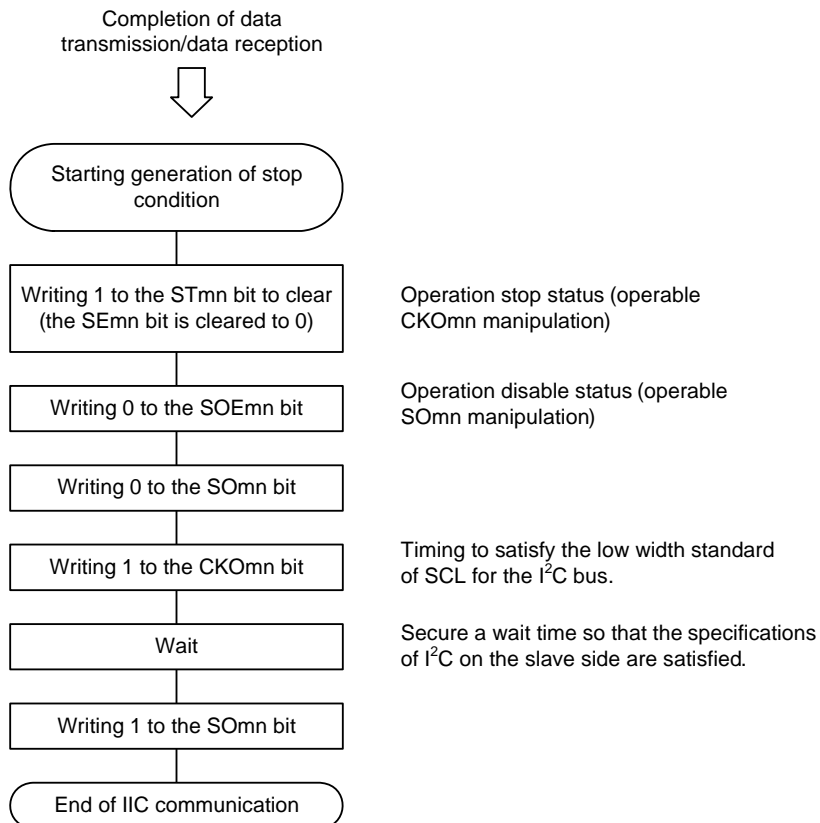 Completion of data
transmission/data reception
Starting generation of stop
condition
Writing 1 to the STmn bit to clear
(the SEmn bit is cleared to 0)
Operation stop status (operable
CKOmn manipulation)
Writing 0 to the SOEmn bit
Operation disable status (operable
SOmn manipulation)
Writing 0 to the SOmn bit
Writing 1 to the CKOmn bit
Timing to satisfy the low width standard
of SCL for the I²C bus.
Wait
Secure a wait time so that the specifications
of I²C on the slave side are satisfied.
Writing 1 to the SOmn bit
End of IIC communication